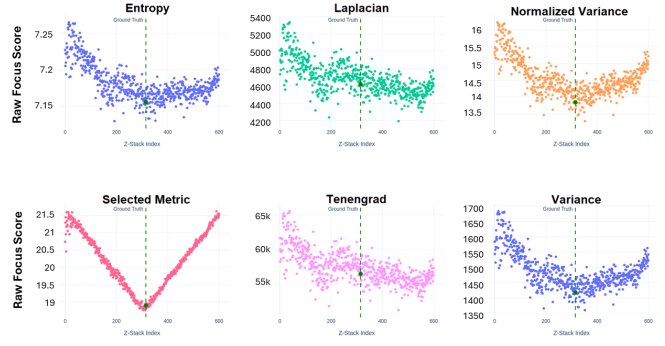 Entropy
Laplacian
Normalized Variance
Raw Focus Score
Ground Truth
7.25
7.2
7.15
0
200
400
600
Z-Stack Index
Ground Truth
5400
5200
5000
4800
4600
4400
4200
0
200
400
600
Z-Stack Index
Ground Truth
16
15.5
15
14.5
14
13.5
0
200
400
600
Z-Stack Index
Selected Metric
Tenengrad
Variance
Raw Focus Score
Ground Truth
21.5
21
20.5
20
19.5
19
0
200
400
600
Z-Stack Index
Ground Truth
65k
60k
55k
0
200
400
600
Z-Stack Index
Ground Truth
1700
1650
1600
1550
1500
1450
1400
1350
0
200
400
600
Z-Stack Index